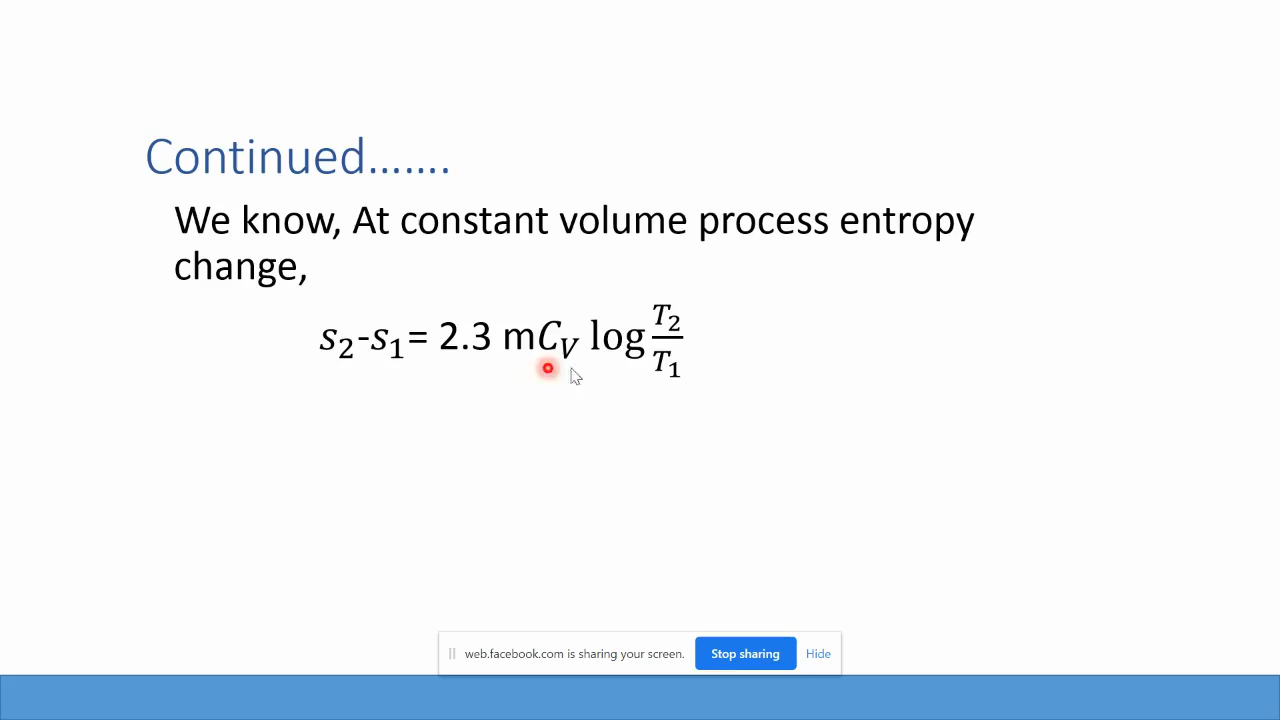 Continued.......
We know, At constant volume process entropy
change,
𝑠₂-𝑠₁= 2.3 m𝐶_𝑉 log 𝑇₂/𝑇₁
web.facebook.com is sharing your screen. Stop sharing Hide